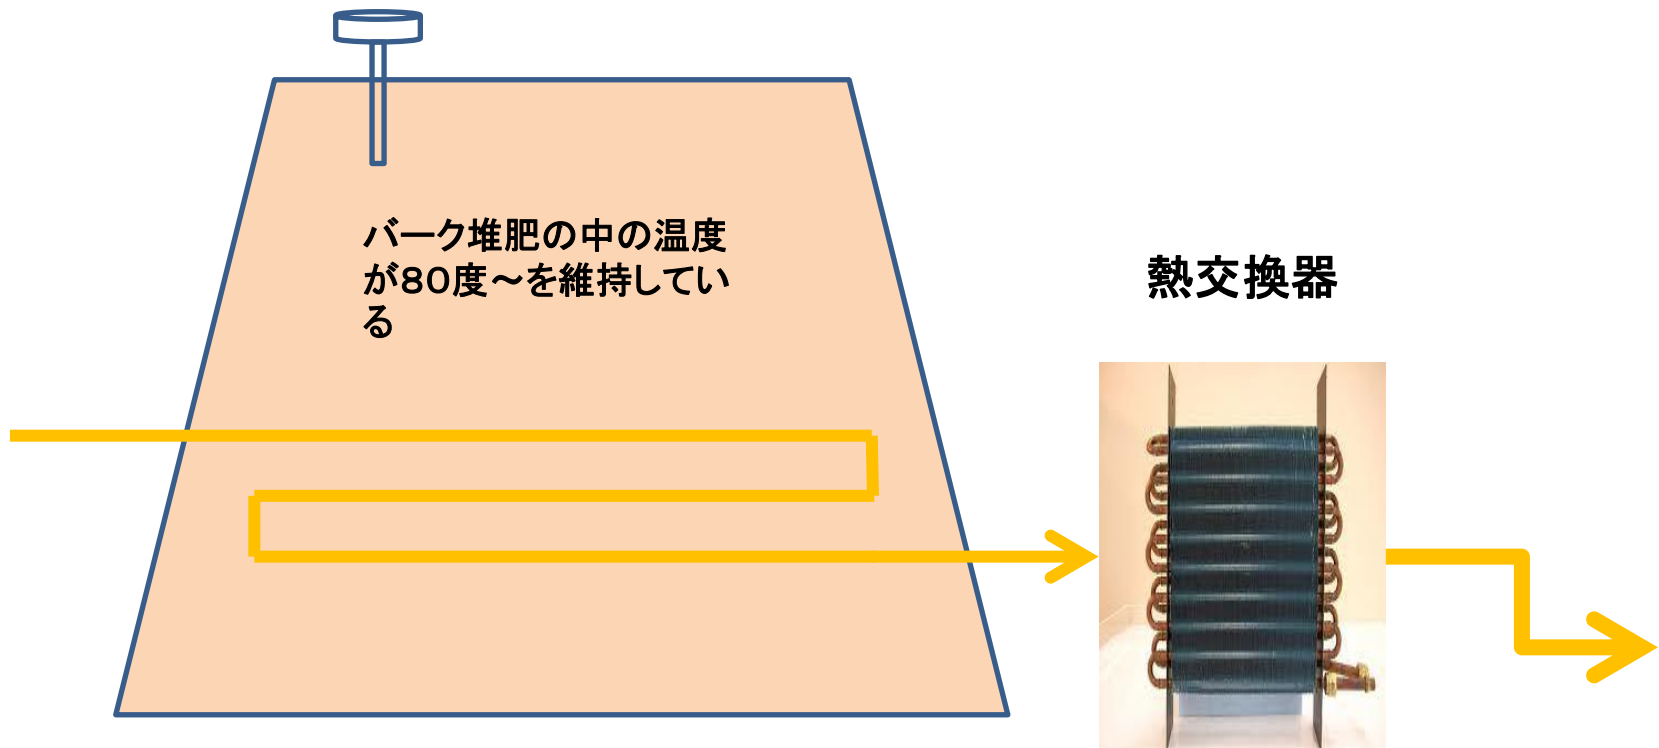 バーク堆肥の中の温度
が80度～を維持してい
る
熱交換器